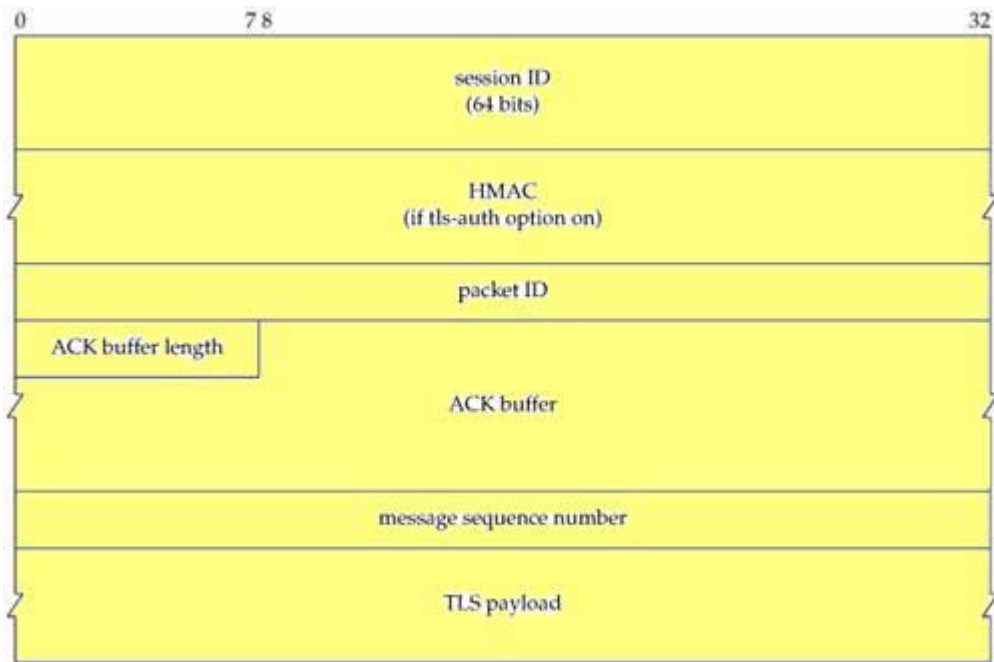 0 7 8 32
session ID
(64 bits)
HMAC
(if tls-auth option on)
packet ID
ACK buffer length
ACK buffer
message sequence number
TLS payload